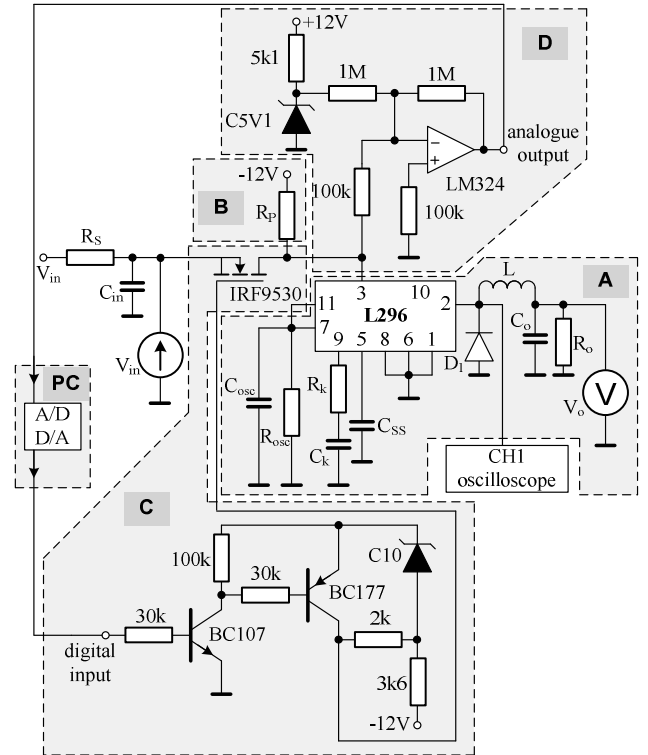 +12V
D
5k1
1M
1M
C5V1
−
+
analogue
output
LM324
-12V
B
100k
100k
RP
RS
Vin
Cin
IRF9530
Vin
3
10
11
L296
2
7
9
5
8
6
1
L
A
Co
Ro
D1
V
Vo
Cosc
Rosc
Rk
Ck
CSS
PC
A/D
D/A
CH1
oscilloscope
C
100k
C10
30k
BC177
30k
BC107
2k
digital
input
3k6
-12V